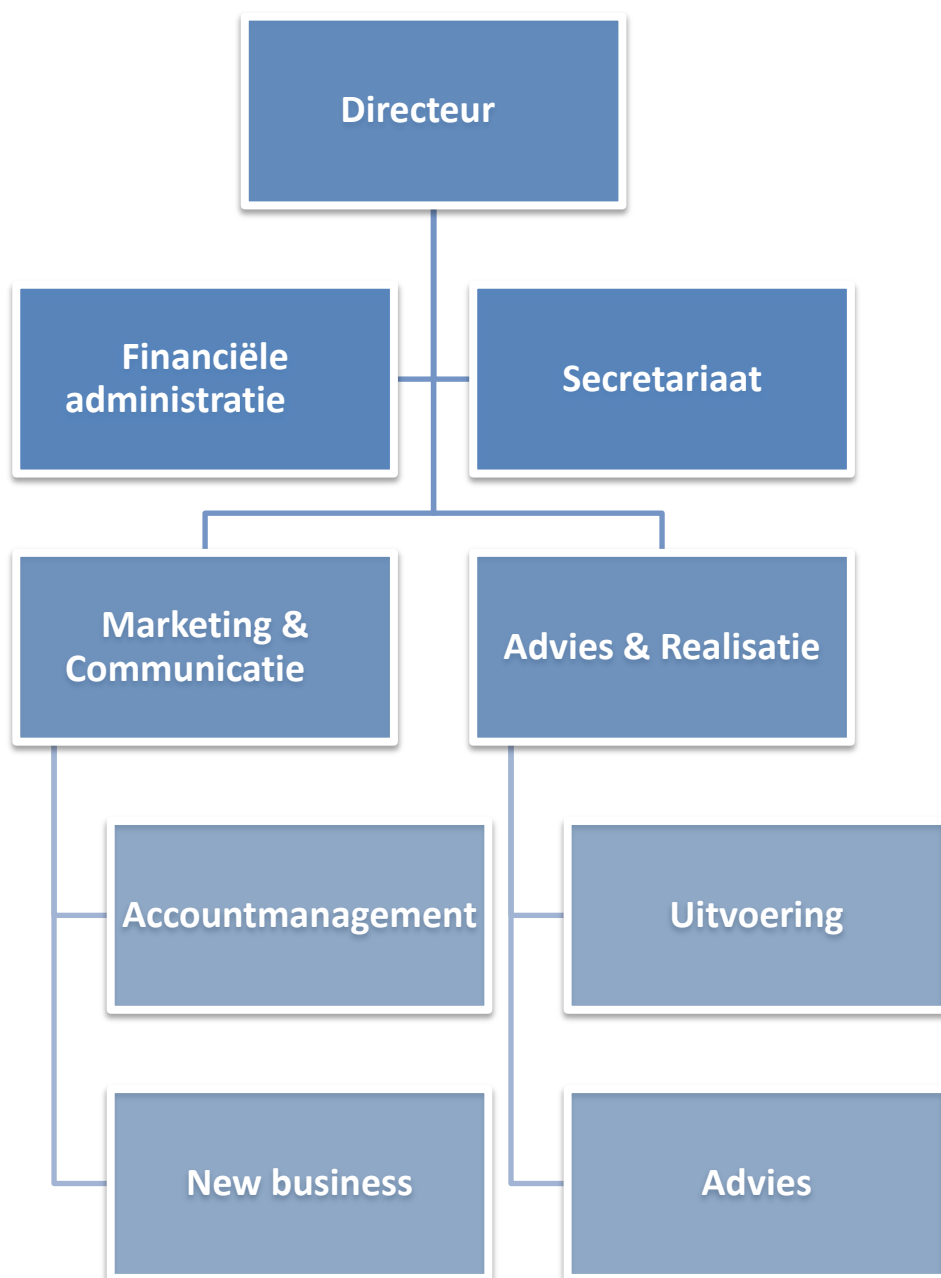 Directeur
Financiële
administratie
Secretariaat
Marketing &
Communicatie
Advies & Realisatie
Accountmanagement
Uitvoering
New business
Advies